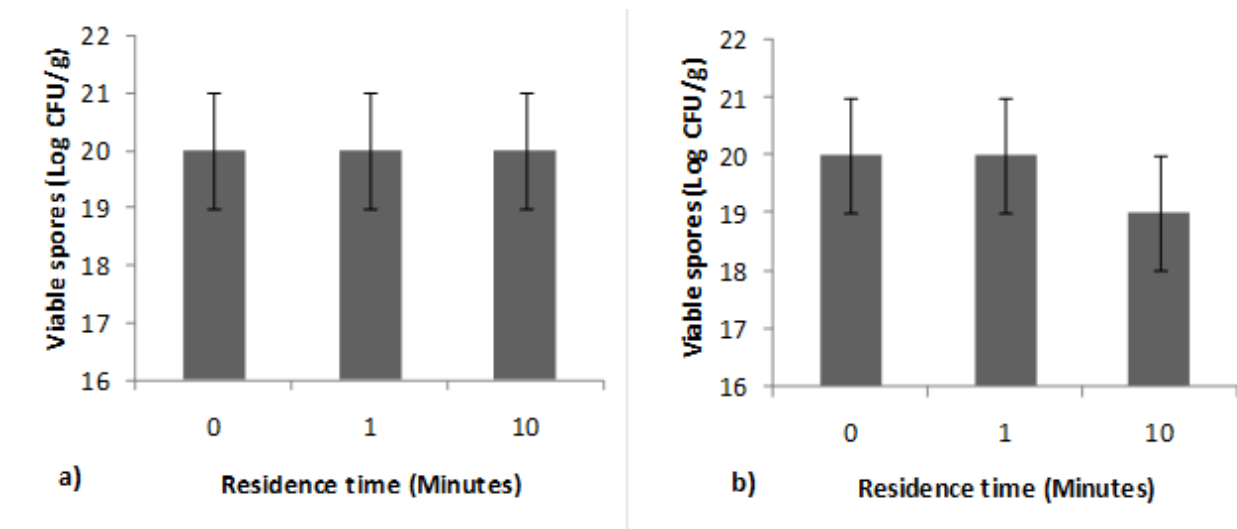 22
21
20
19
18
17
16
Viable spores (Log CFU/g)
0 1 10
Residence time (Minutes)
a)
22
21
20
19
18
17
16
Viable spores (Log CFU/g)
0 1 10
Residence time (Minutes)
b)